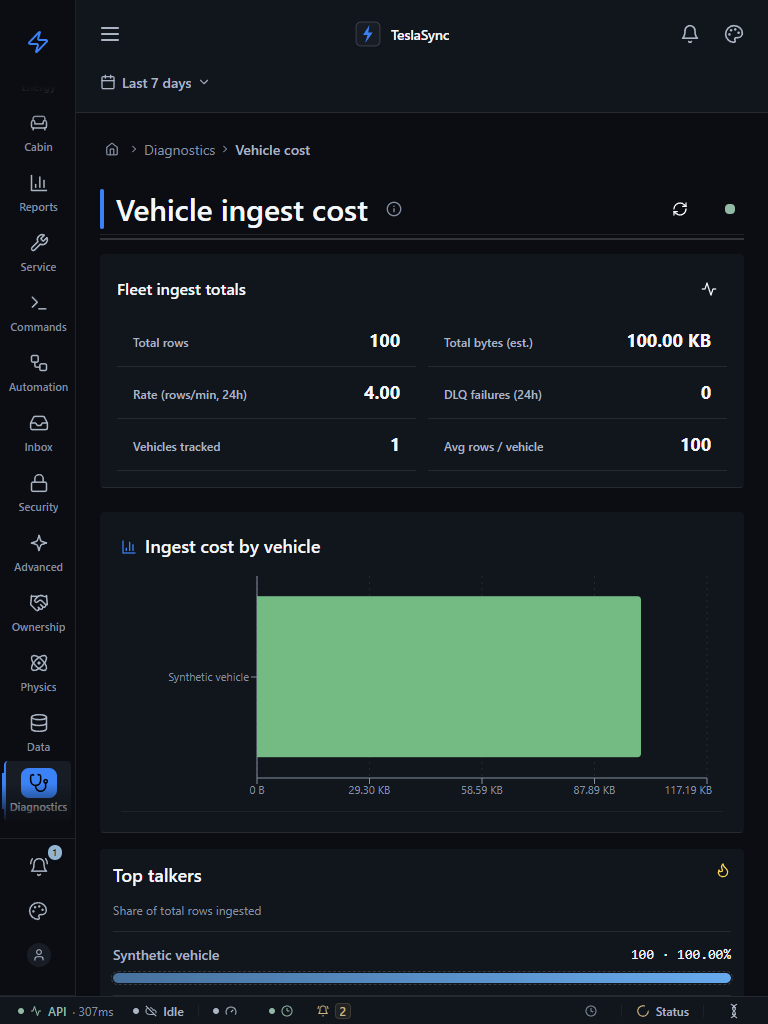 TeslaSync
Last 7 days
Energy
Cabin
Reports
Service
Commands
Automation
Inbox
Security
Advanced
Ownership
Physics
Data
Diagnostics
1
Diagnostics Vehicle cost
Vehicle ingest cost
Fleet ingest totals
Total rows 100
Total bytes (est.) 100.00 KB
Rate (rows/min, 24h) 4.00
DLQ failures (24h) 0
Vehicles tracked 1
Avg rows / vehicle 100
Ingest cost by vehicle
Synthetic vehicle
0 B 29.30 KB 58.59 KB 87.89 KB 117.19 KB
Top talkers
Share of total rows ingested
Synthetic vehicle 100 · 100.00%
API · 307ms Idle 2 Status